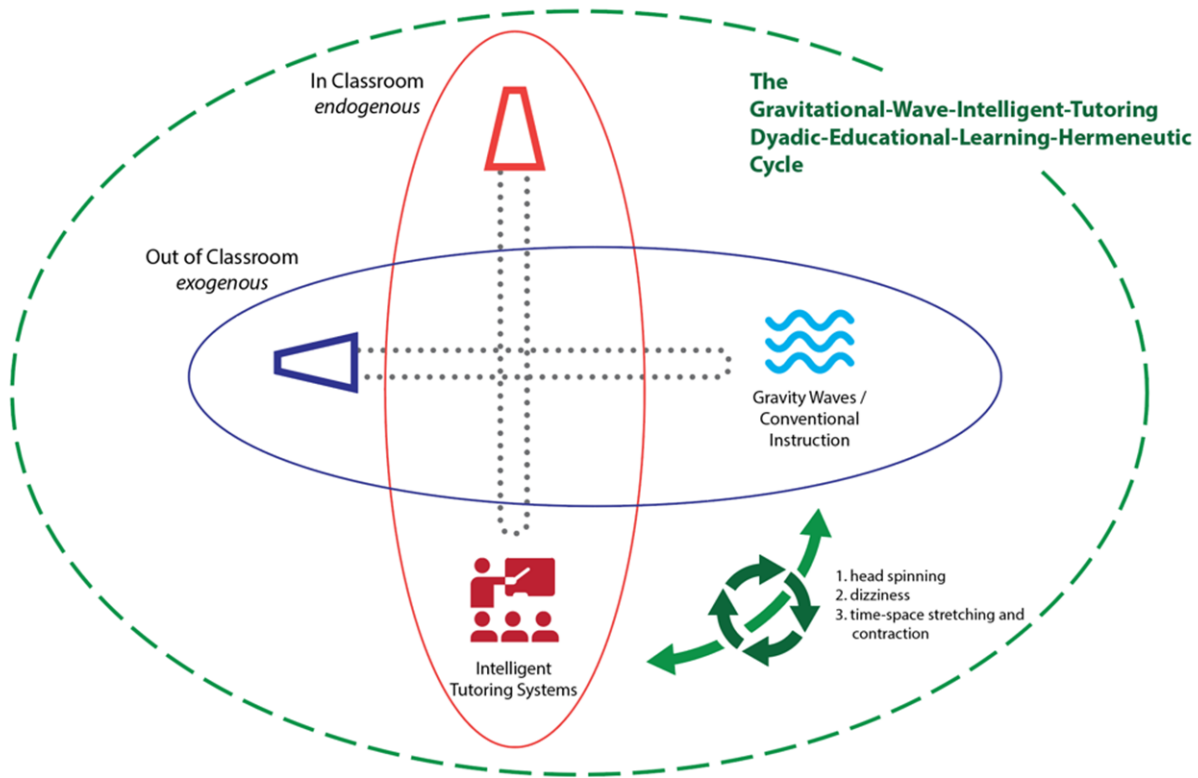 In Classroom
endogenous
The
Gravitational-Wave-Intelligent-Tutoring
Dyadic-Educational-Learning-Hermeneutic
Cycle
Out of Classroom
exogenous
Gravity Waves /
Conventional
Instruction
1. head spinning
2. dizziness
3. time-space stretching and
contraction
Intelligent
Tutoring Systems